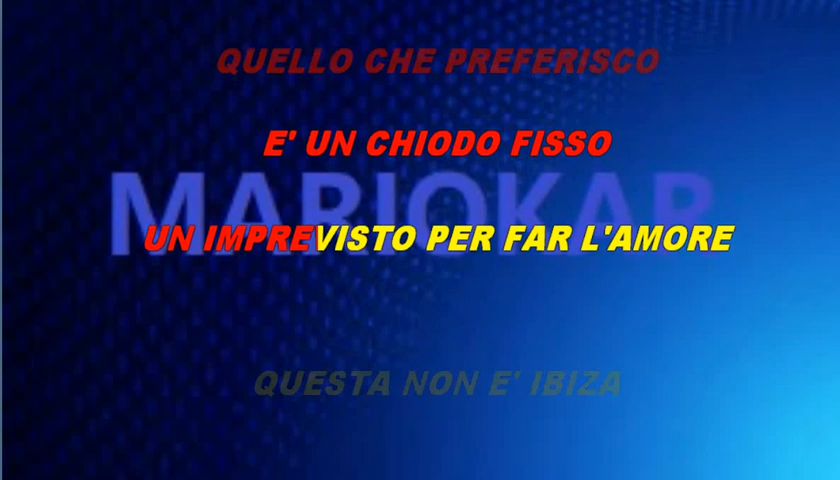 QUELLO CHE PREFERISCO
E' UN CHIODO FISSO
MARIOKAR
UN IMPREVISTO PER FAR L'AMORE
QUESTA NON E' IBIZA